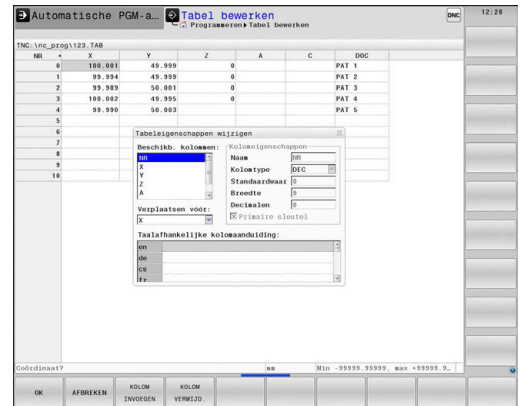 Automatische PGM-a... Tabel bewerken DNC 12:28
Programmeren Tabel bewerken
TNC:\nc_prog\123.TAB
NR X Y Z A C DOC
0 100.001 49.999 0 PAT 1
1 99.994 49.999 0 PAT 2
2 99.989 50.001 0 PAT 3
3 100.002 49.995 0 PAT 4
4 99.990 50.003 PAT 5
5
6
7
8
9
10
Tabeleigenschappen wijzigen
Beschikb. kolommen:
NR
X
Y
Z
A
Verplaatsen vóór:
X
Kolomeigenschappen
Naam NR
Kolomtype DEC
Standaardwaar 0
Breedte 9
Decimalen 0
Primaire sleutel
Taalafhankelijke kolomaanduiding:
en
de
cs
fr
Coördinaat? mm Min -99999.99999, max +99999.9…
OK AFBREKEN KOLOM INVOEGEN KOLOM VERWIJD.